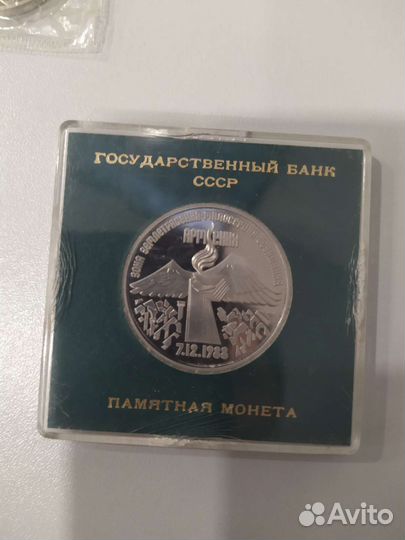 ГОСУДАРСТВЕННЫЙ БАНК
СССР
АРМЕНИЯ
7.12.1988
ПАМЯТНАЯ МОНЕТА
Avito